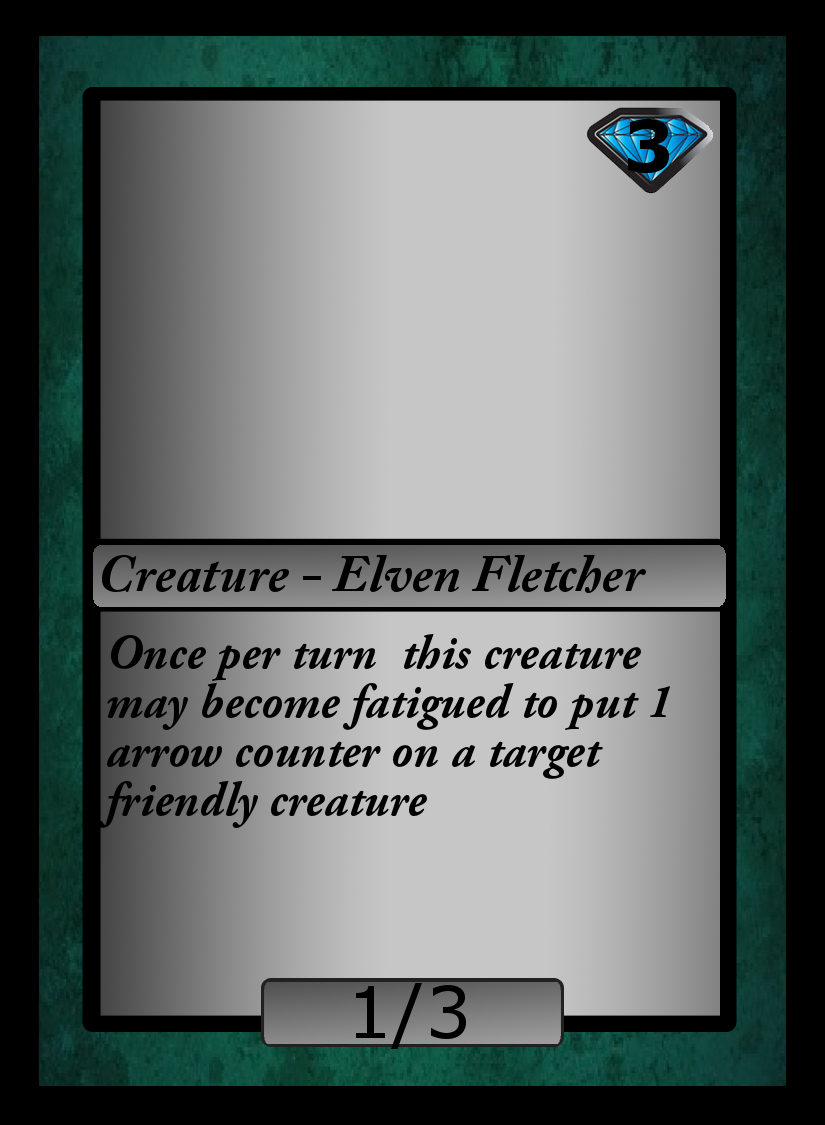 3
Creature - Elven Fletcher
Once per turn  this creature
may become fatigued to put 1
arrow counter on a target
friendly creature
1/3